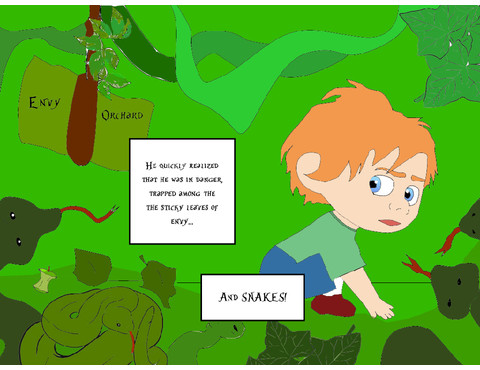 Envy
Orchard
He quickly realized
that he was in danger,
trapped among the
the sticky leaves of
envy...
And SNAKES!